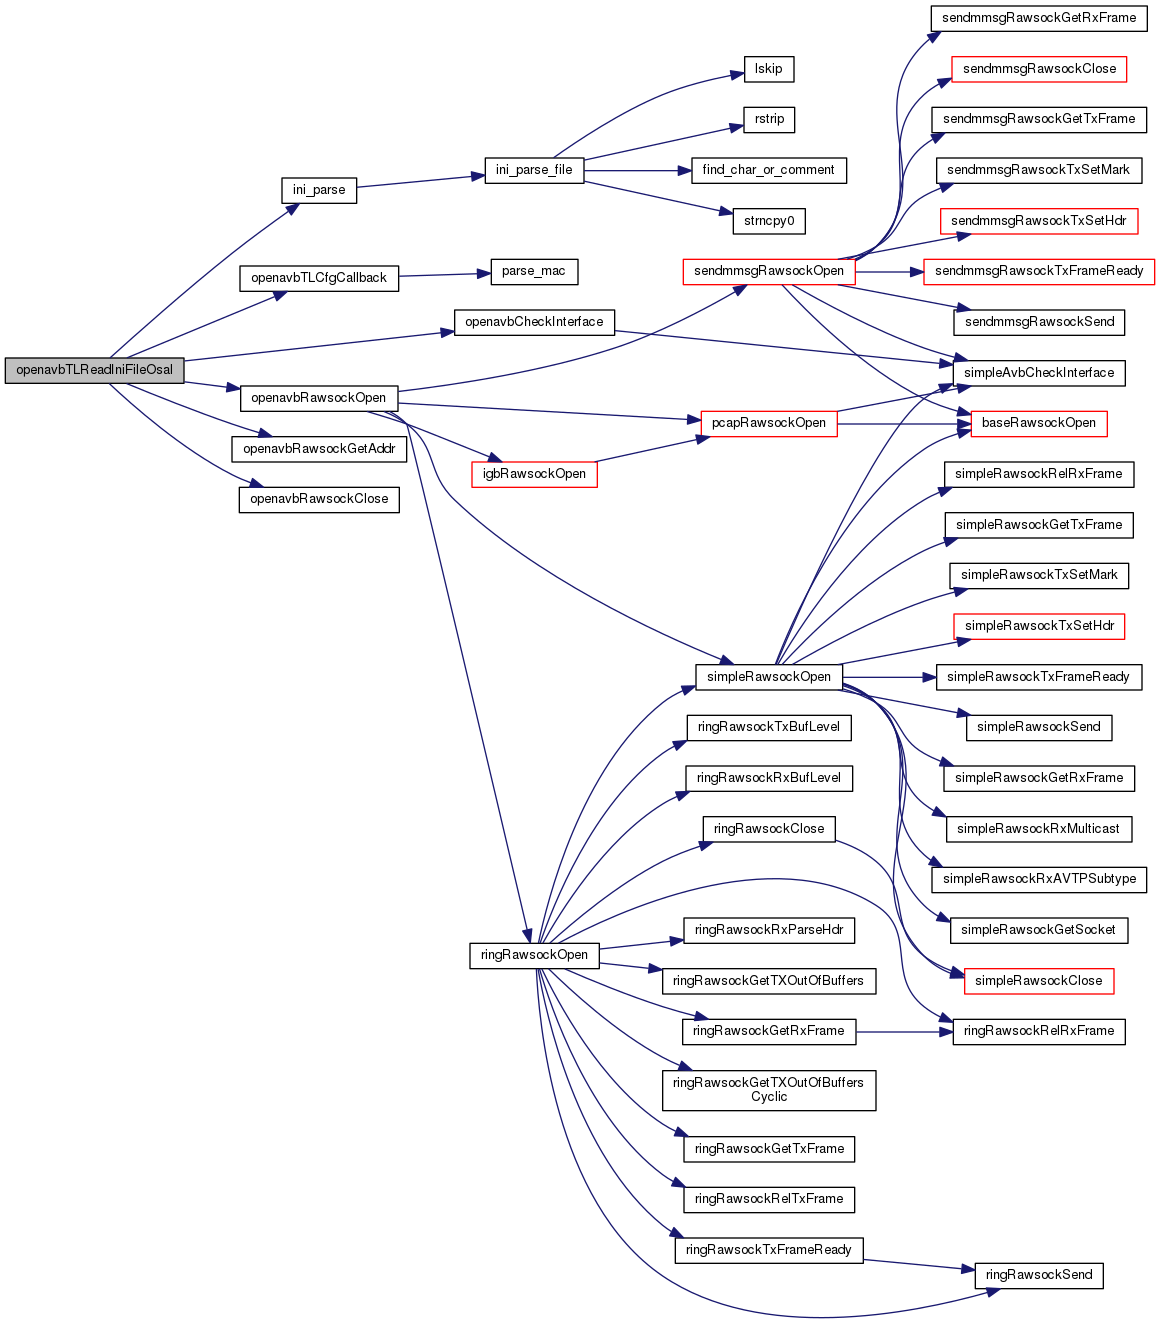 sendmmsgRawsockGetRxFrame
lskip
sendmmsgRawsockClose
rstrip
sendmmsgRawsockGetTxFrame
ini_parse_file
find_char_or_comment
sendmmsgRawsockTxSetMark
ini_parse
strncpy0
sendmmsgRawsockTxSetHdr
openavbTLCfgCallback
parse_mac
sendmmsgRawsockOpen
sendmmsgRawsockTxFrameReady
openavbCheckInterface
sendmmsgRawsockSend
openavbTLReadIniFileOsal
simpleAvbCheckInterface
openavbRawsockOpen
pcapRawsockOpen
baseRawsockOpen
openavbRawsockGetAddr
igbRawsockOpen
simpleRawsockRelRxFrame
openavbRawsockClose
simpleRawsockGetTxFrame
simpleRawsockTxSetMark
simpleRawsockTxSetHdr
simpleRawsockOpen
simpleRawsockTxFrameReady
ringRawsockTxBufLevel
simpleRawsockSend
ringRawsockRxBufLevel
simpleRawsockGetRxFrame
ringRawsockClose
simpleRawsockRxMulticast
simpleRawsockRxAVTPSubtype
ringRawsockRxParseHdr
simpleRawsockGetSocket
ringRawsockOpen
ringRawsockGetTXOutOfBuffers
simpleRawsockClose
ringRawsockGetRxFrame
ringRawsockRelRxFrame
ringRawsockGetTXOutOfBuffers
Cyclic
ringRawsockGetTxFrame
ringRawsockRelTxFrame
ringRawsockTxFrameReady
ringRawsockSend